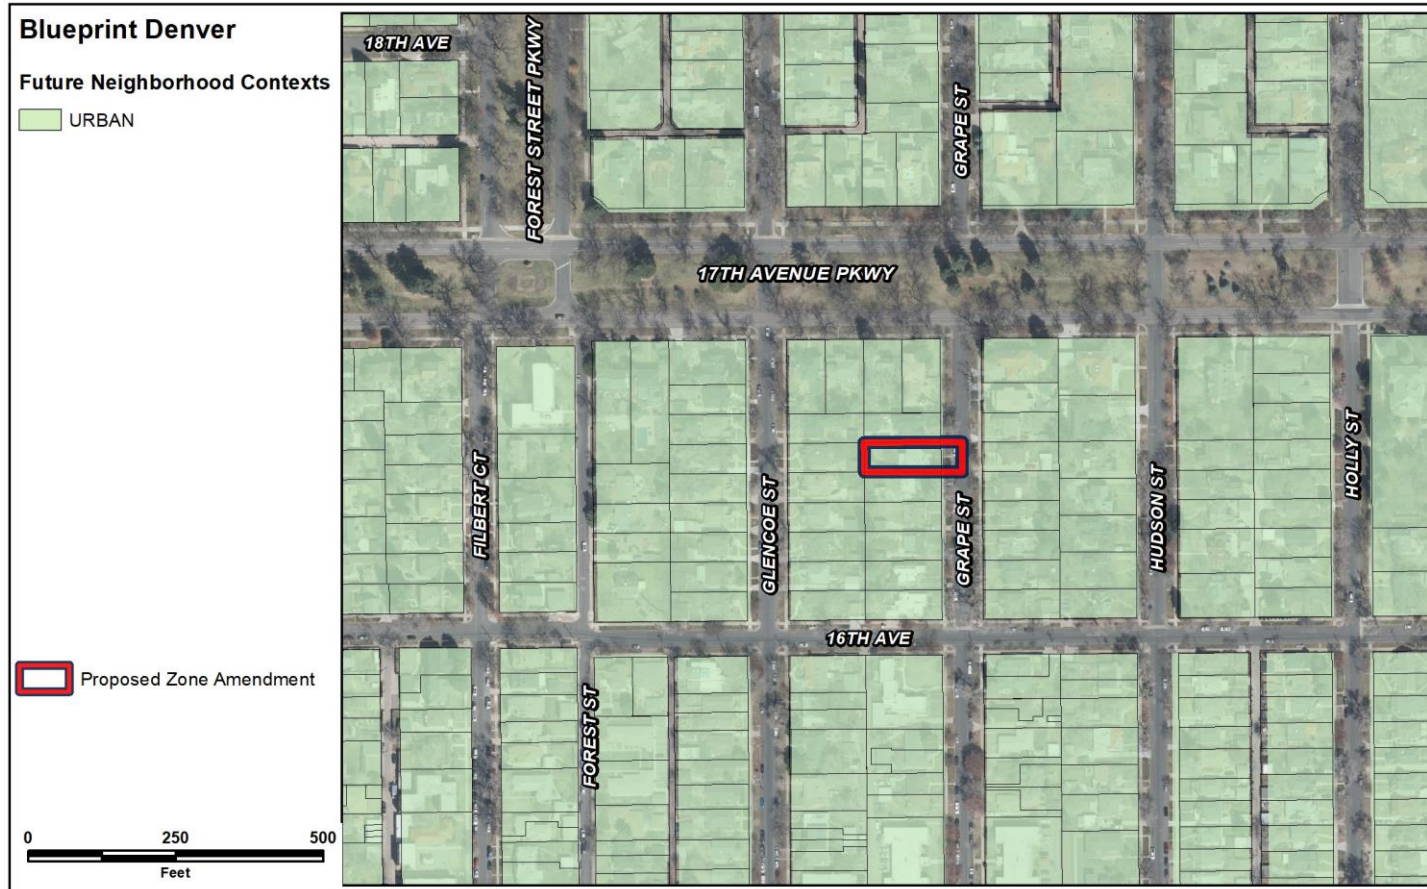 Blueprint Denver
Future Neighborhood Contexts
URBAN
Proposed Zone Amendment
0 250 500
Feet
18TH AVE
FOREST STREET PKWY
GRAPE ST
17TH AVENUE PKWY
FILBERT CT
GLENCOE ST
GRAPE ST
HUDSON ST
HOLLY ST
16TH AVE
FOREST ST